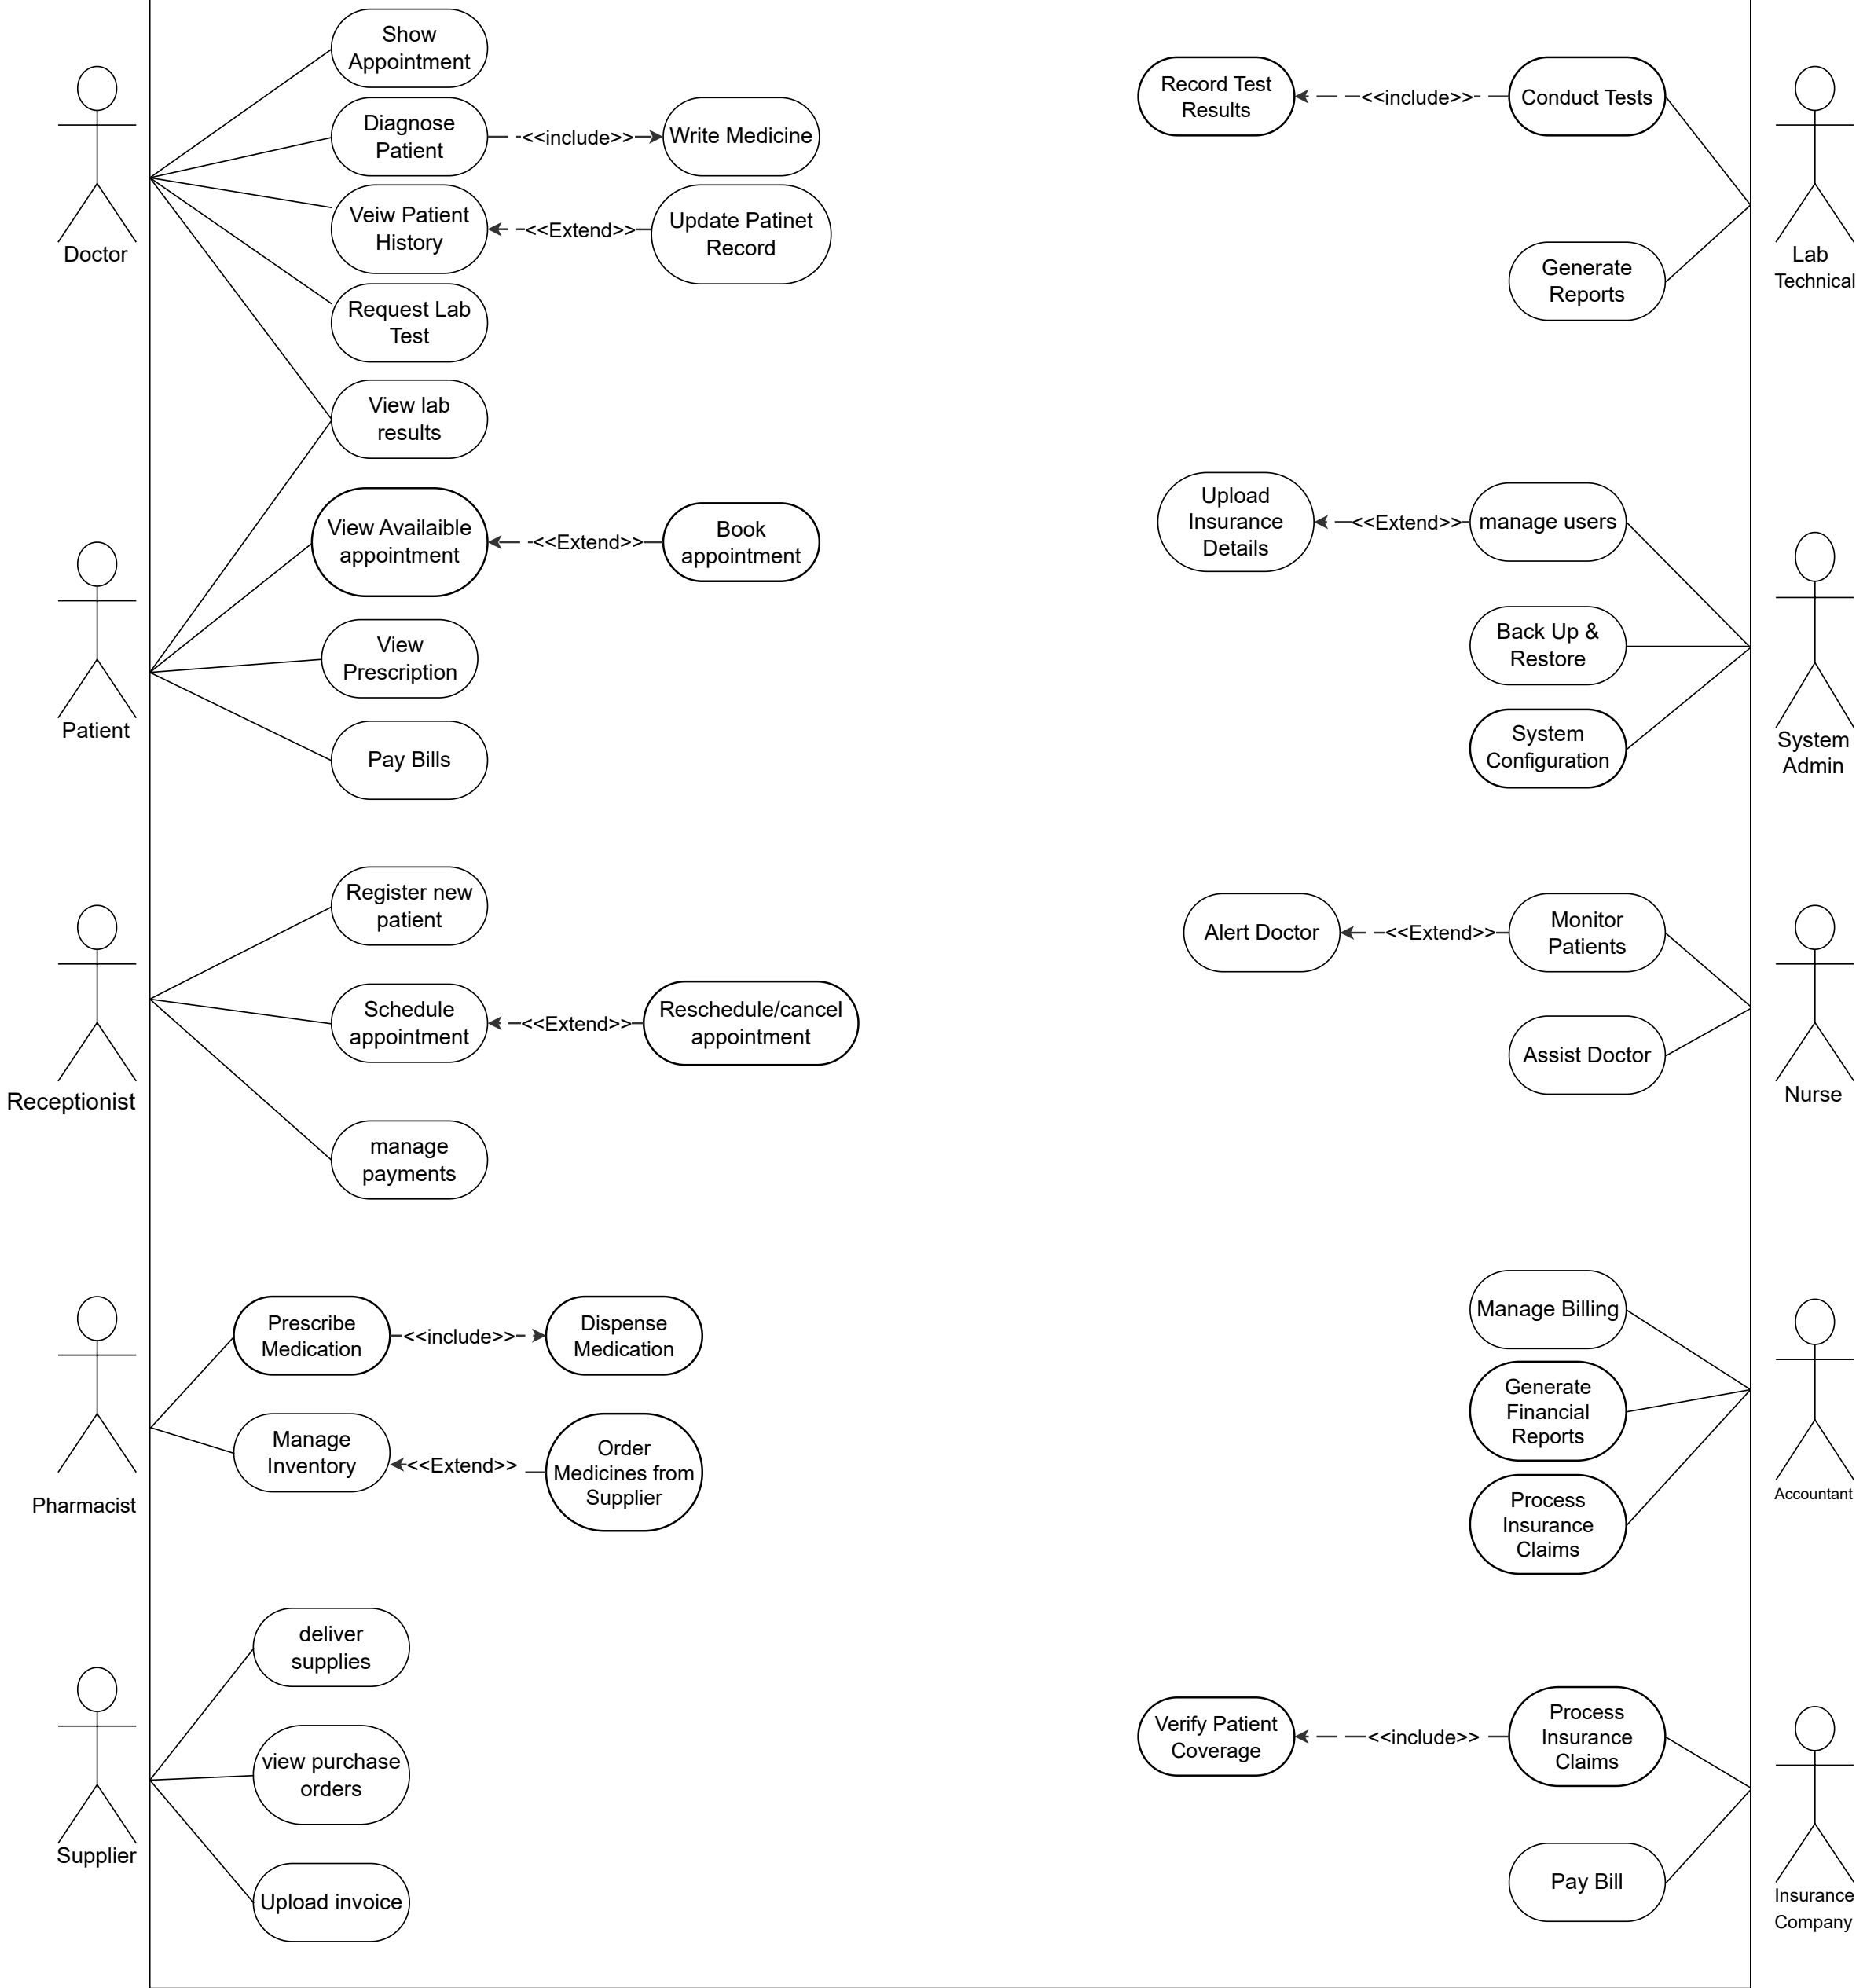 Show
Appointment
Diagnose
Patient
<<include>>
Write Medicine
Veiw Patient
History
<<Extend>>
Update Patinet
Record
Doctor
Request Lab
Test
View lab
results
View Availaible
appointment
<<Extend>>
Book
appointment
View
Prescription
Patient
Pay Bills
Register new
patient
Schedule
appointment
<<Extend>>
Reschedule/cancel
appointment
Receptionist
manage
payments
Prescribe
Medication
<<include>>
Dispense
Medication
Manage
Inventory
<<Extend>>
Order
Medicines from
Supplier
Pharmacist
deliver
supplies
view purchase
orders
Supplier
Upload invoice
Record Test
Results
<<include>>
Conduct Tests
Generate
Reports
Lab
Technical
Upload
Insurance
Details
<<Extend>>
manage users
Back Up &
Restore
System
Configuration
System
Admin
Alert Doctor
<<Extend>>
Monitor
Patients
Assist Doctor
Nurse
Manage Billing
Generate
Financial
Reports
Process
Insurance
Claims
Accountant
Verify Patient
Coverage
<<include>>
Process
Insurance
Claims
Pay Bill
Insurance
Company